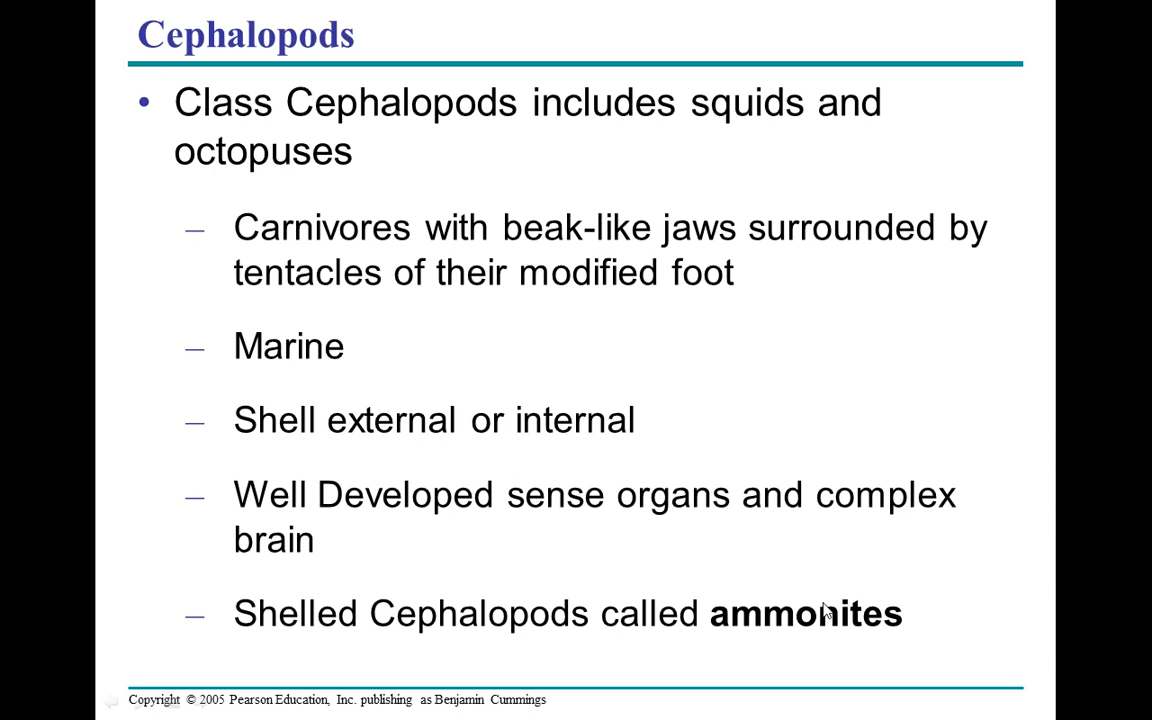 Cephalopods
• Class Cephalopods includes squids and
octopuses
– Carnivores with beak-like jaws surrounded by
tentacles of their modified foot
– Marine
– Shell external or internal
– Well Developed sense organs and complex
brain
– Shelled Cephalopods called ammonites
Copyright © 2005 Pearson Education, Inc. publishing as Benjamin Cummings